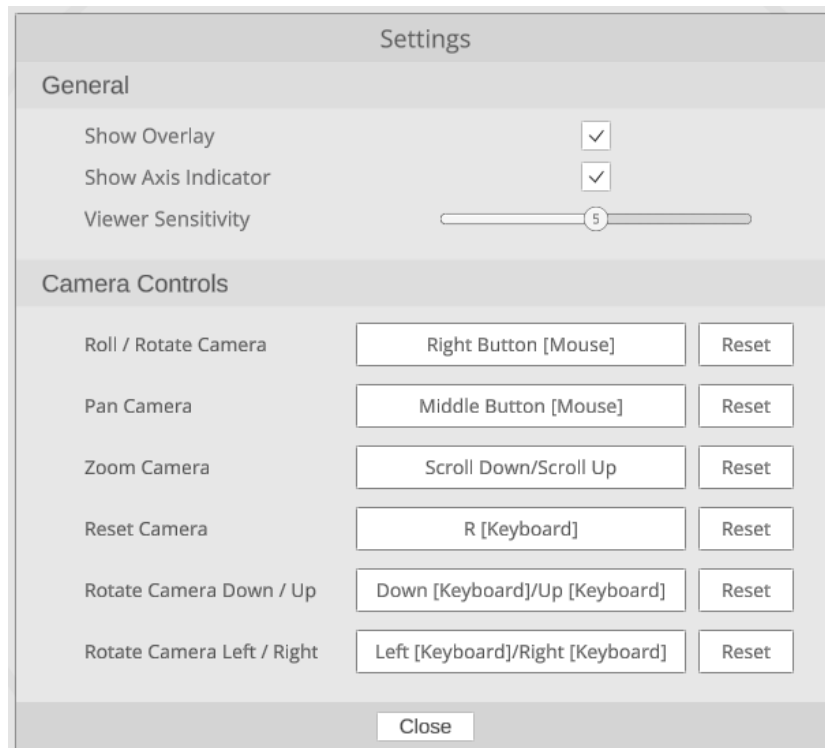 Settings
General
Show Overlay
Show Axis Indicator
Viewer Sensitivity 5
Camera Controls
Roll / Rotate Camera Right Button [Mouse] Reset
Pan Camera Middle Button [Mouse] Reset
Zoom Camera Scroll Down/Scroll Up Reset
Reset Camera R [Keyboard] Reset
Rotate Camera Down / Up Down [Keyboard]/Up [Keyboard] Reset
Rotate Camera Left / Right Left [Keyboard]/Right [Keyboard] Reset
Close